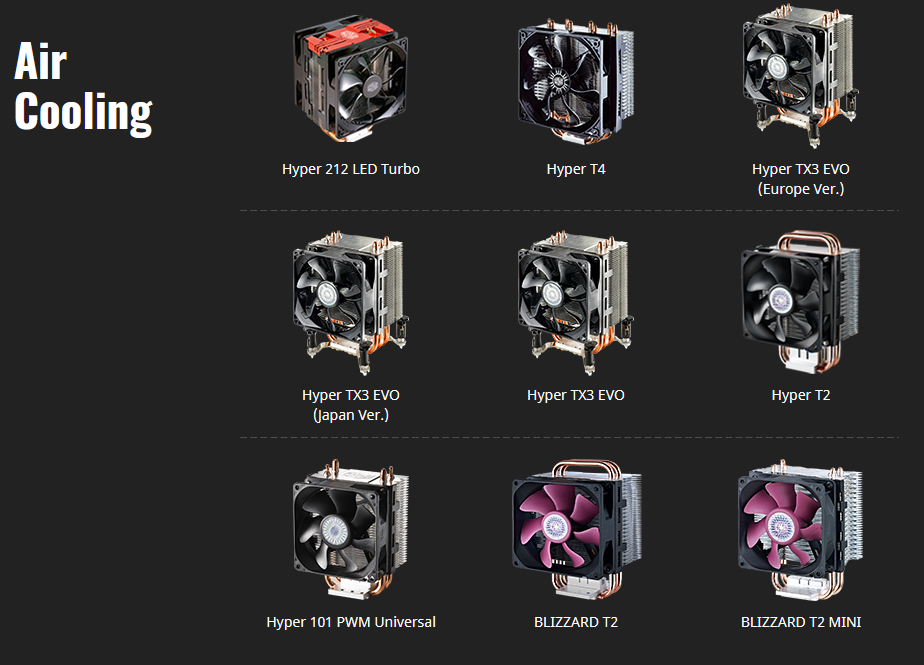 Air
Cooling
Hyper 212 LED Turbo
Hyper T4
Hyper TX3 EVO
(Europe Ver.)
Hyper TX3 EVO
(Japan Ver.)
Hyper TX3 EVO
Hyper T2
Hyper 101 PWM Universal
BLIZZARD T2
BLIZZARD T2 MINI